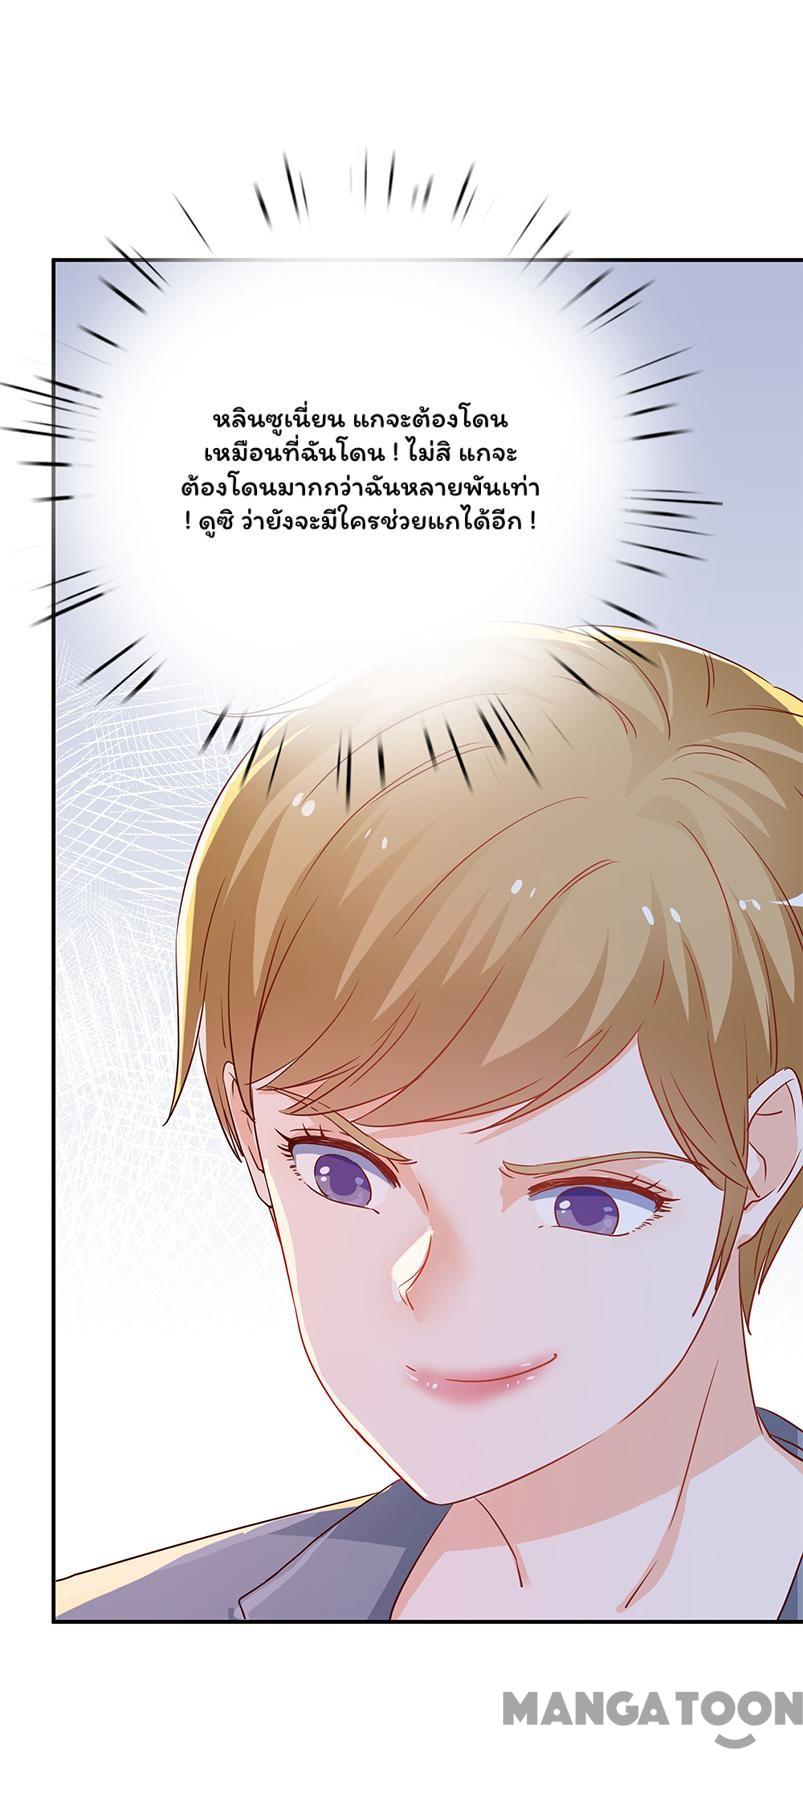 หลินซูเนี่ยน แกจะต้องโดน
เหมือนที่ฉันโดน ! ไม่สิ แกจะ
ต้องโดนมากกว่าฉันหลายพันเท่า
! ดูซิ ว่ายังจะมีใครช่วยแกได้อีก !
MANGATOON